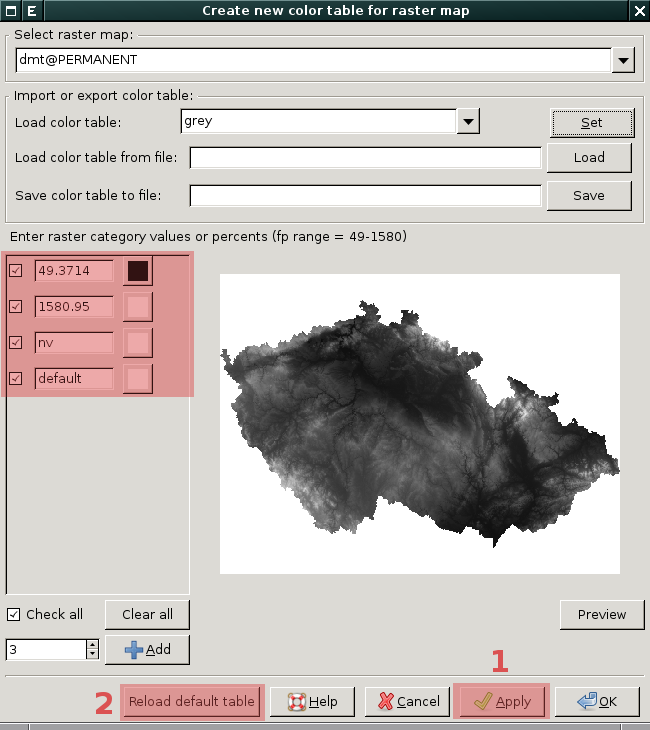 E Create new color table for raster map
Select raster map:
dmt@PERMANENT
Import or export color table:
Load color table: grey Set
Load color table from file: Load
Save color table to file: Save
Enter raster category values or percents (fp range = 49-1580)
49.3714
1580.95
nv
default
Check all Clear all Preview
3 Add
1
2 Reload default table Help Cancel Apply OK